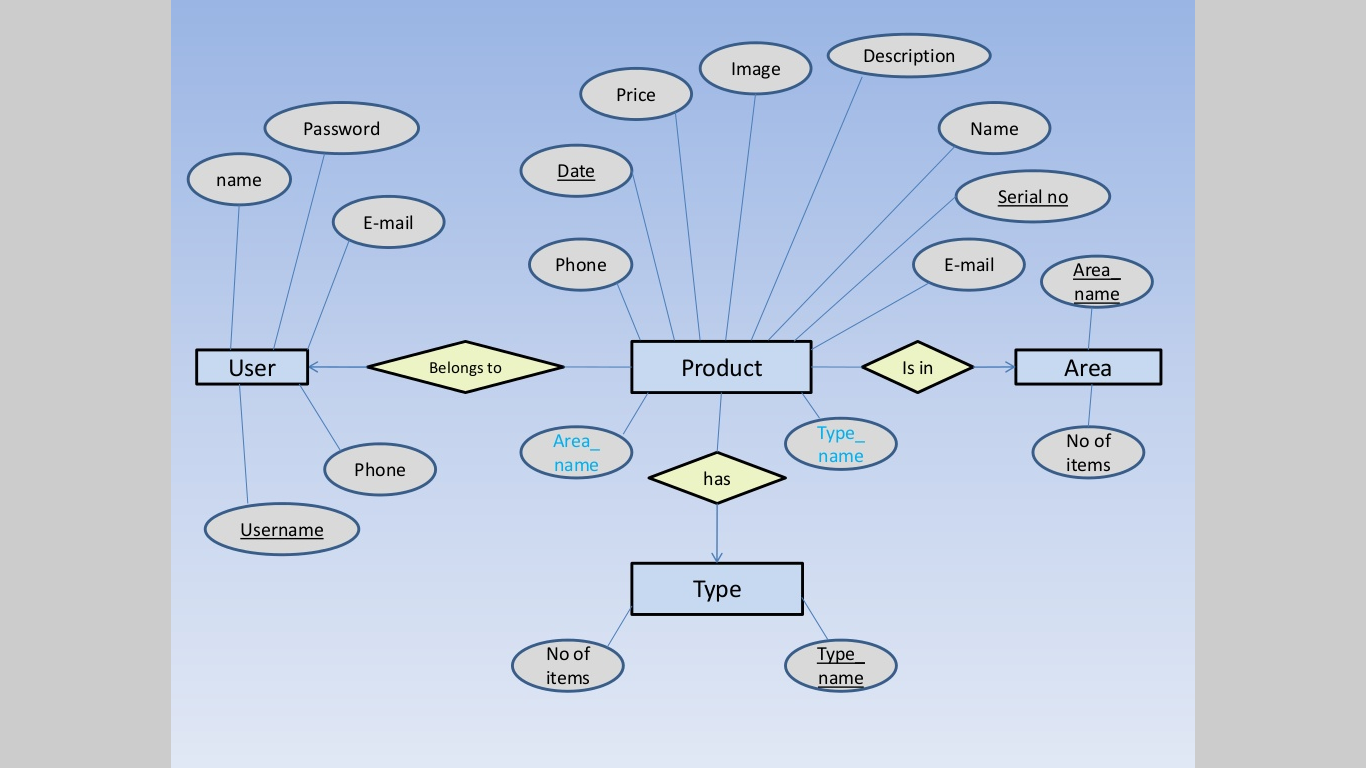 Description
Image
Price
Password
Name
Date
name
Serial no
E-mail
Phone
E-mail
Area_
name
User
Belongs to
Product
Is in
Area
Area_
name
Type_
name
No of
items
Phone
has
Username
Type
No of
items
Type_
name